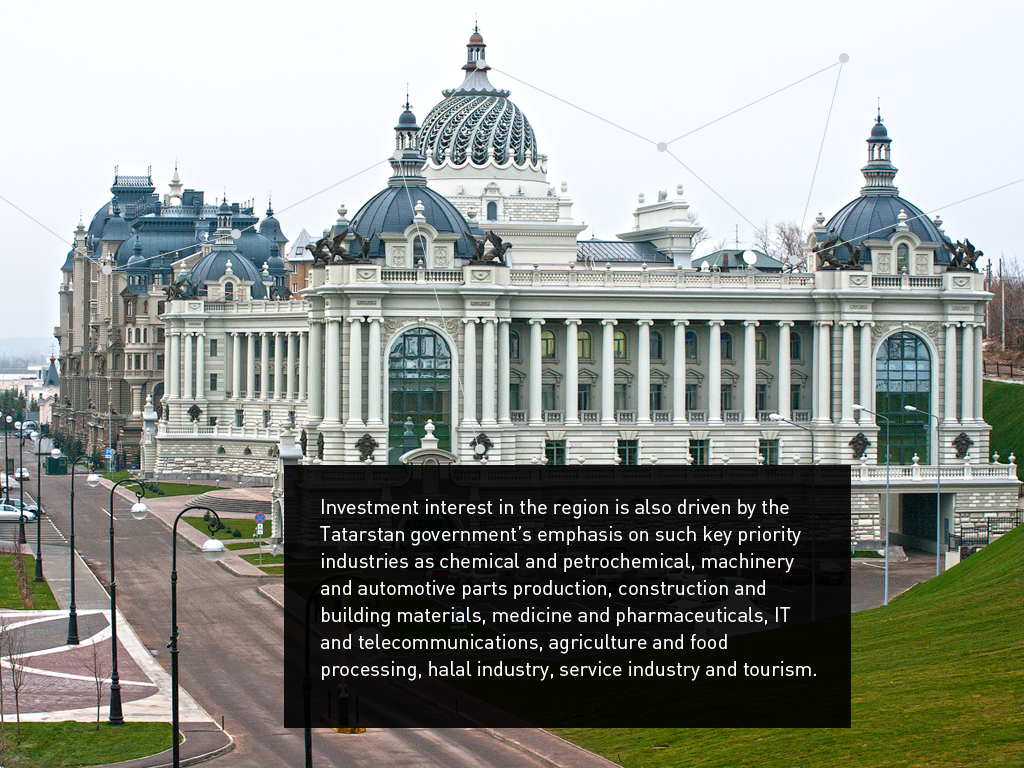 Investment interest in the region is also driven by the
Tatarstan government’s emphasis on such key priority
industries as chemical and petrochemical, machinery
and automotive parts production, construction and
building materials, medicine and pharmaceuticals, IT
and telecommunications, agriculture and food
processing, halal industry, service industry and tourism.